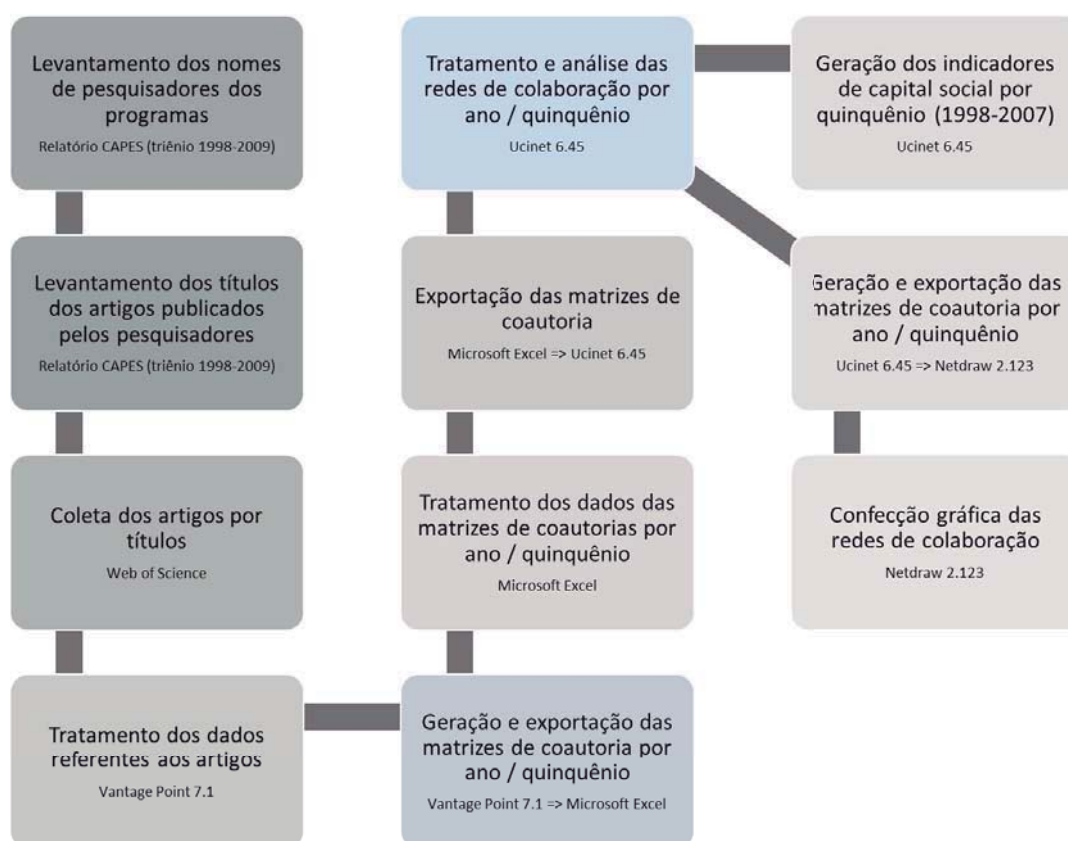 Levantamento dos nomes
de pesquisadores dos
programas
Relatório CAPES (triênio 1998-2009)
Levantamento dos títulos
dos artigos publicados
pelos pesquisadores
Relatório CAPES (triênio 1998-2009)
Coleta dos artigos por
títulos
Web of Science
Tratamento dos dados
referentes aos artigos
Vantage Point 7.1
Geração e exportação das
matrizes de coautoria por
ano / quinquênio
Vantage Point 7.1 => Microsoft Excel
Tratamento dos dados das
matrizes de coautorias por
ano / quinquênio
Microsoft Excel
Exportação das matrizes de
coautoria
Microsoft Excel => Ucinet 6.45
Tratamento e análise das
redes de colaboração por
ano / quinquênio
Ucinet 6.45
Geração dos indicadores
de capital social por
quinquênio (1998-2007)
Ucinet 6.45
Geração e exportação das
matrizes de coautoria por
ano / quinquênio
Ucinet 6.45 => Netdraw 2.123
Confecção gráfica das
redes de colaboração
Netdraw 2.123